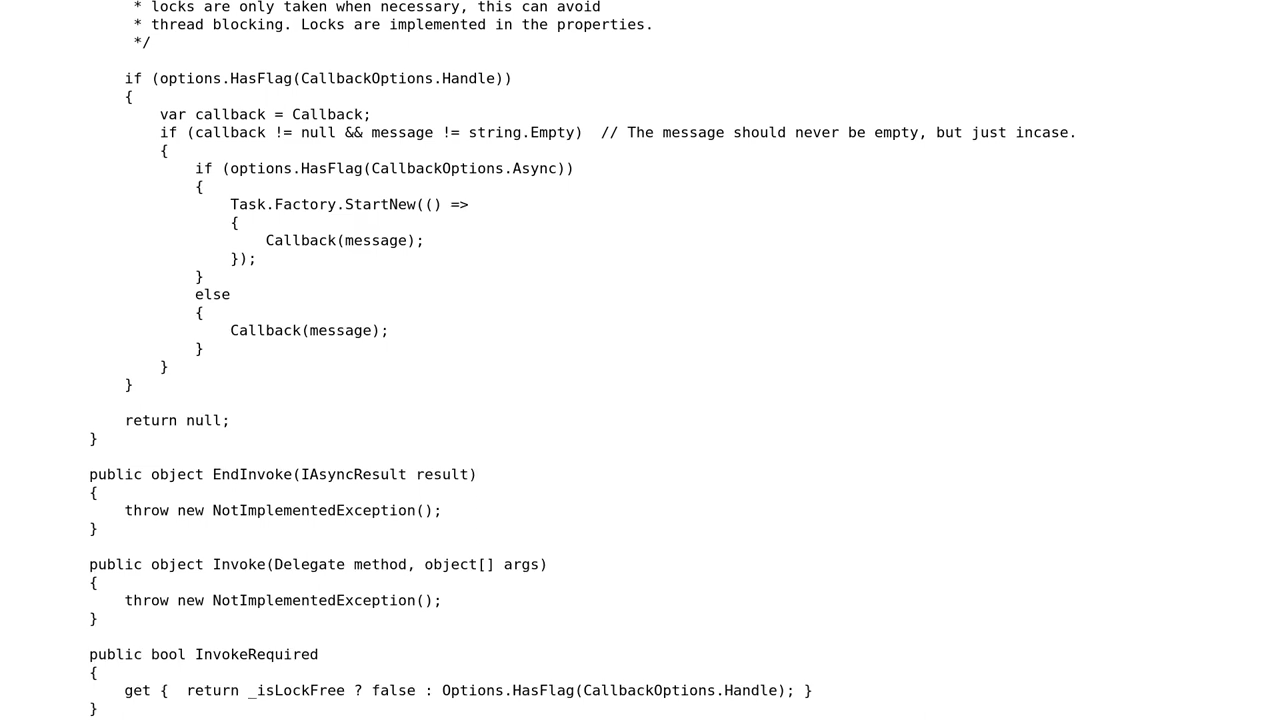 * locks are only taken when necessary, this can avoid
* thread blocking. Locks are implemented in the properties.
*/
if (options.HasFlag(CallbackOptions.Handle))
{
var callback = Callback;
if (callback != null && message != string.Empty)  // The message should never be empty, but just incase.
{
if (options.HasFlag(CallbackOptions.Async))
{
Task.Factory.StartNew(() =>
{
Callback(message);
});
}
else
{
Callback(message);
}
}
}
return null;
}
public object EndInvoke(IAsyncResult result)
{
throw new NotImplementedException();
}
public object Invoke(Delegate method, object[] args)
{
throw new NotImplementedException();
}
public bool InvokeRequired
{
get {  return _isLockFree ? false : Options.HasFlag(CallbackOptions.Handle); }
}